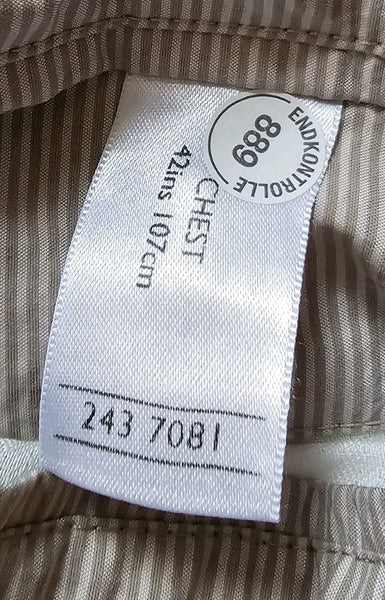 ENDKONTROLLE
889
CHEST
42ins 107cm
243 7081